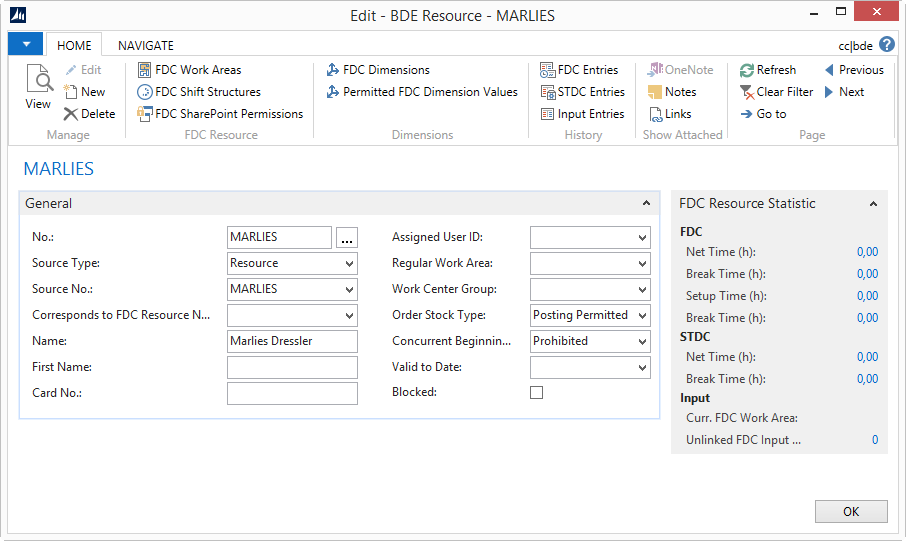 Edit - BDE Resource - MARLIES
HOME NAVIGATE cc|bde
View
Edit
New
Delete
Manage
FDC Work Areas
FDC Shift Structures
FDC SharePoint Permissions
FDC Resource
FDC Dimensions
Permitted FDC Dimension Values
Dimensions
FDC Entries
STDC Entries
Input Entries
History
OneNote
Notes
Links
Show Attached
Refresh
Clear Filter
Go to
Previous
Next
Page
MARLIES
General
No.: MARLIES ...
Source Type: Resource
Source No.: MARLIES
Corresponds to FDC Resource N...
Name: Marlies Dressler
First Name:
Card No.:
Assigned User ID:
Regular Work Area:
Work Center Group:
Order Stock Type: Posting Permitted
Concurrent Beginnin... Prohibited
Valid to Date:
Blocked:
FDC Resource Statistic
FDC
Net Time (h): 0,00
Break Time (h): 0,00
Setup Time (h): 0,00
Break Time (h): 0,00
STDC
Net Time (h): 0,00
Break Time (h): 0,00
Input
Curr. FDC Work Area:
Unlinked FDC Input ... 0
OK